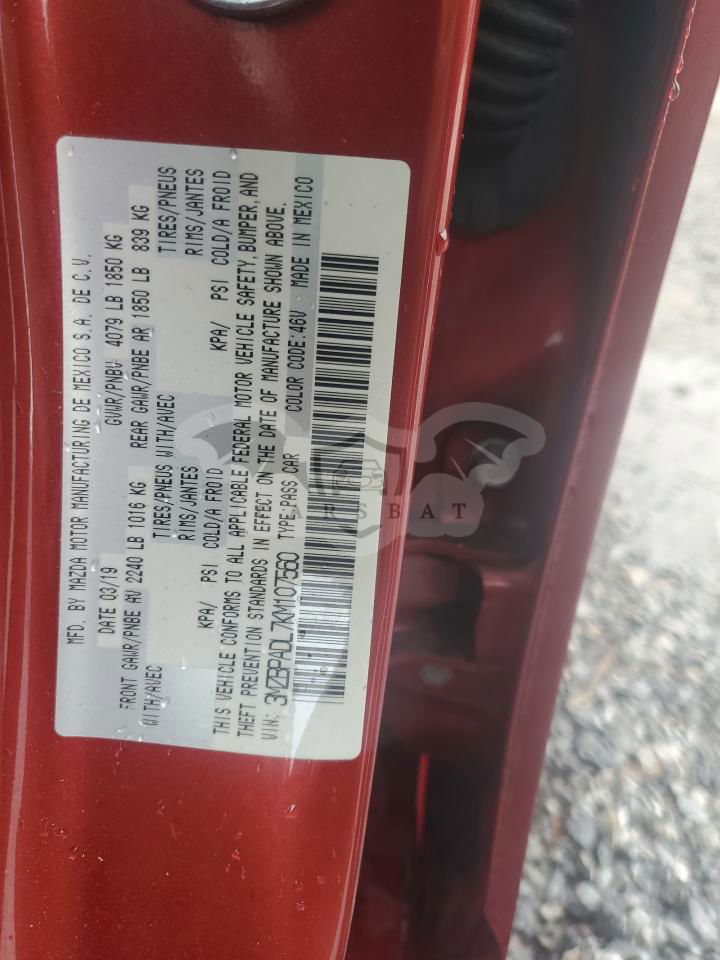 MFD. BY MAZDA MOTOR MANUFACTURING DE MEXICO S.A. DE C.V.
DATE 03/19 GVWR/PNBV 4079 LB 1850 KG
FRONT GAWR/PNBE AV 2240 LB 1016 KG REAR GAWR/PNBE AR 1850 LB 839 KG
WITH/AVEC TIRES/PNEUS WITH/AVEC TIRES/PNEUS
RIMS/JANTES RIMS/JANTES
KPA/ PSI COLD/A FROID KPA/ PSI COLD/A FROID
THIS VEHICLE CONFORMS TO ALL APPLICABLE FEDERAL MOTOR VEHICLE SAFETY, BUMPER, AND
THEFT PREVENTION STANDARDS IN EFFECT ON THE DATE OF MANUFACTURE SHOWN ABOVE.
VIN: 3MZBPADL7KM107560 TYPE:PASS CAR COLOR CODE:46V MADE IN MEXICO
CARSBAT